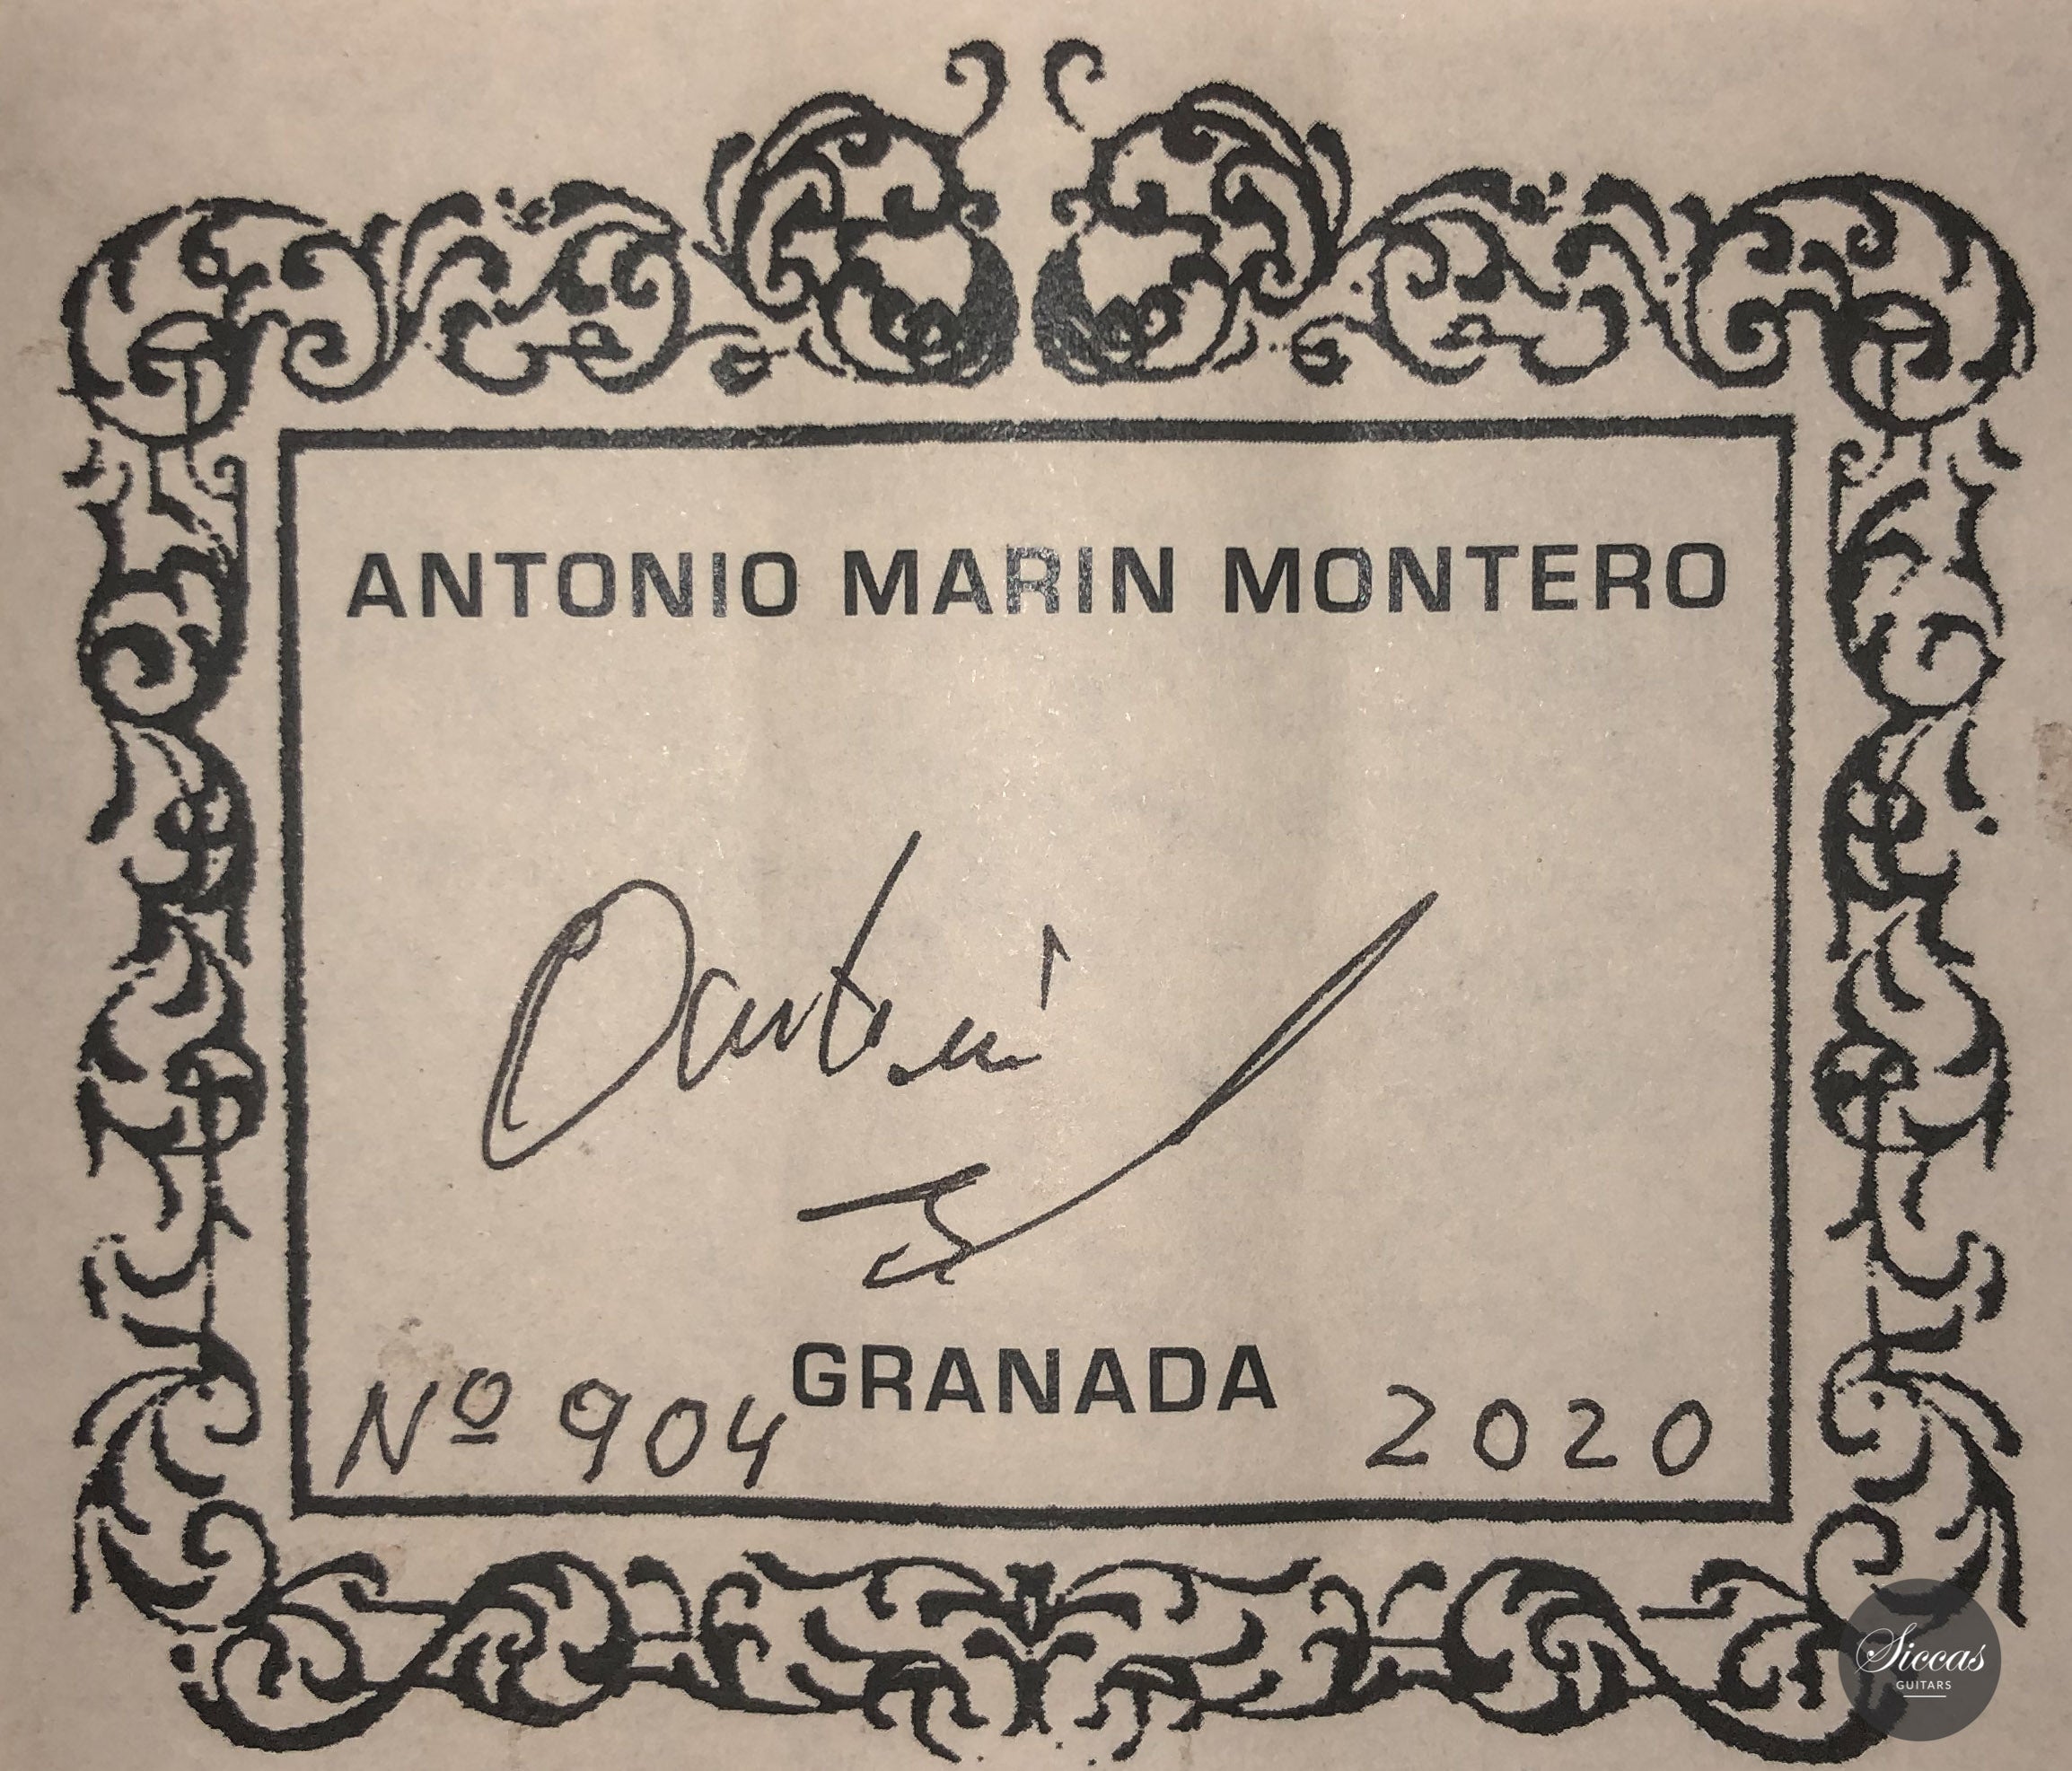 ANTONIO MARIN MONTERO
GRANADA
Nº 904
2020
Siccas
GUITARS